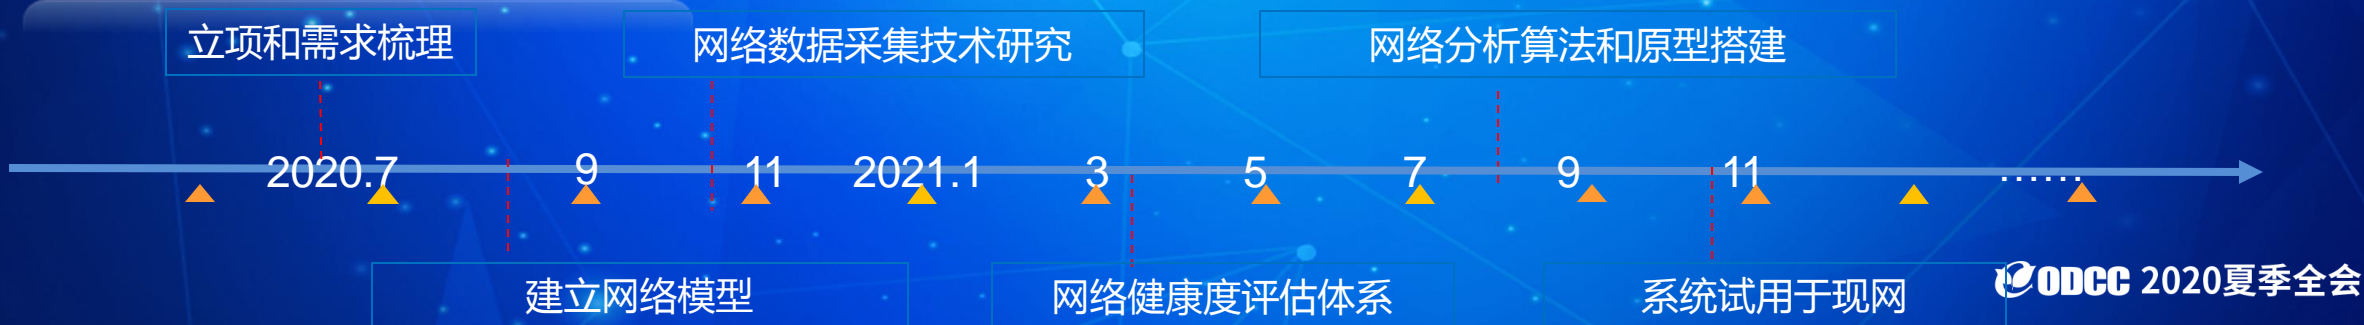 立项和需求梳理
网络数据采集技术研究
网络分析算法和原型搭建
2020.7 9 11 2021.1 3 5 7 9 11 ......
建立网络模型
网络健康度评估体系
系统试用于现网
ODCC 2020夏季全会